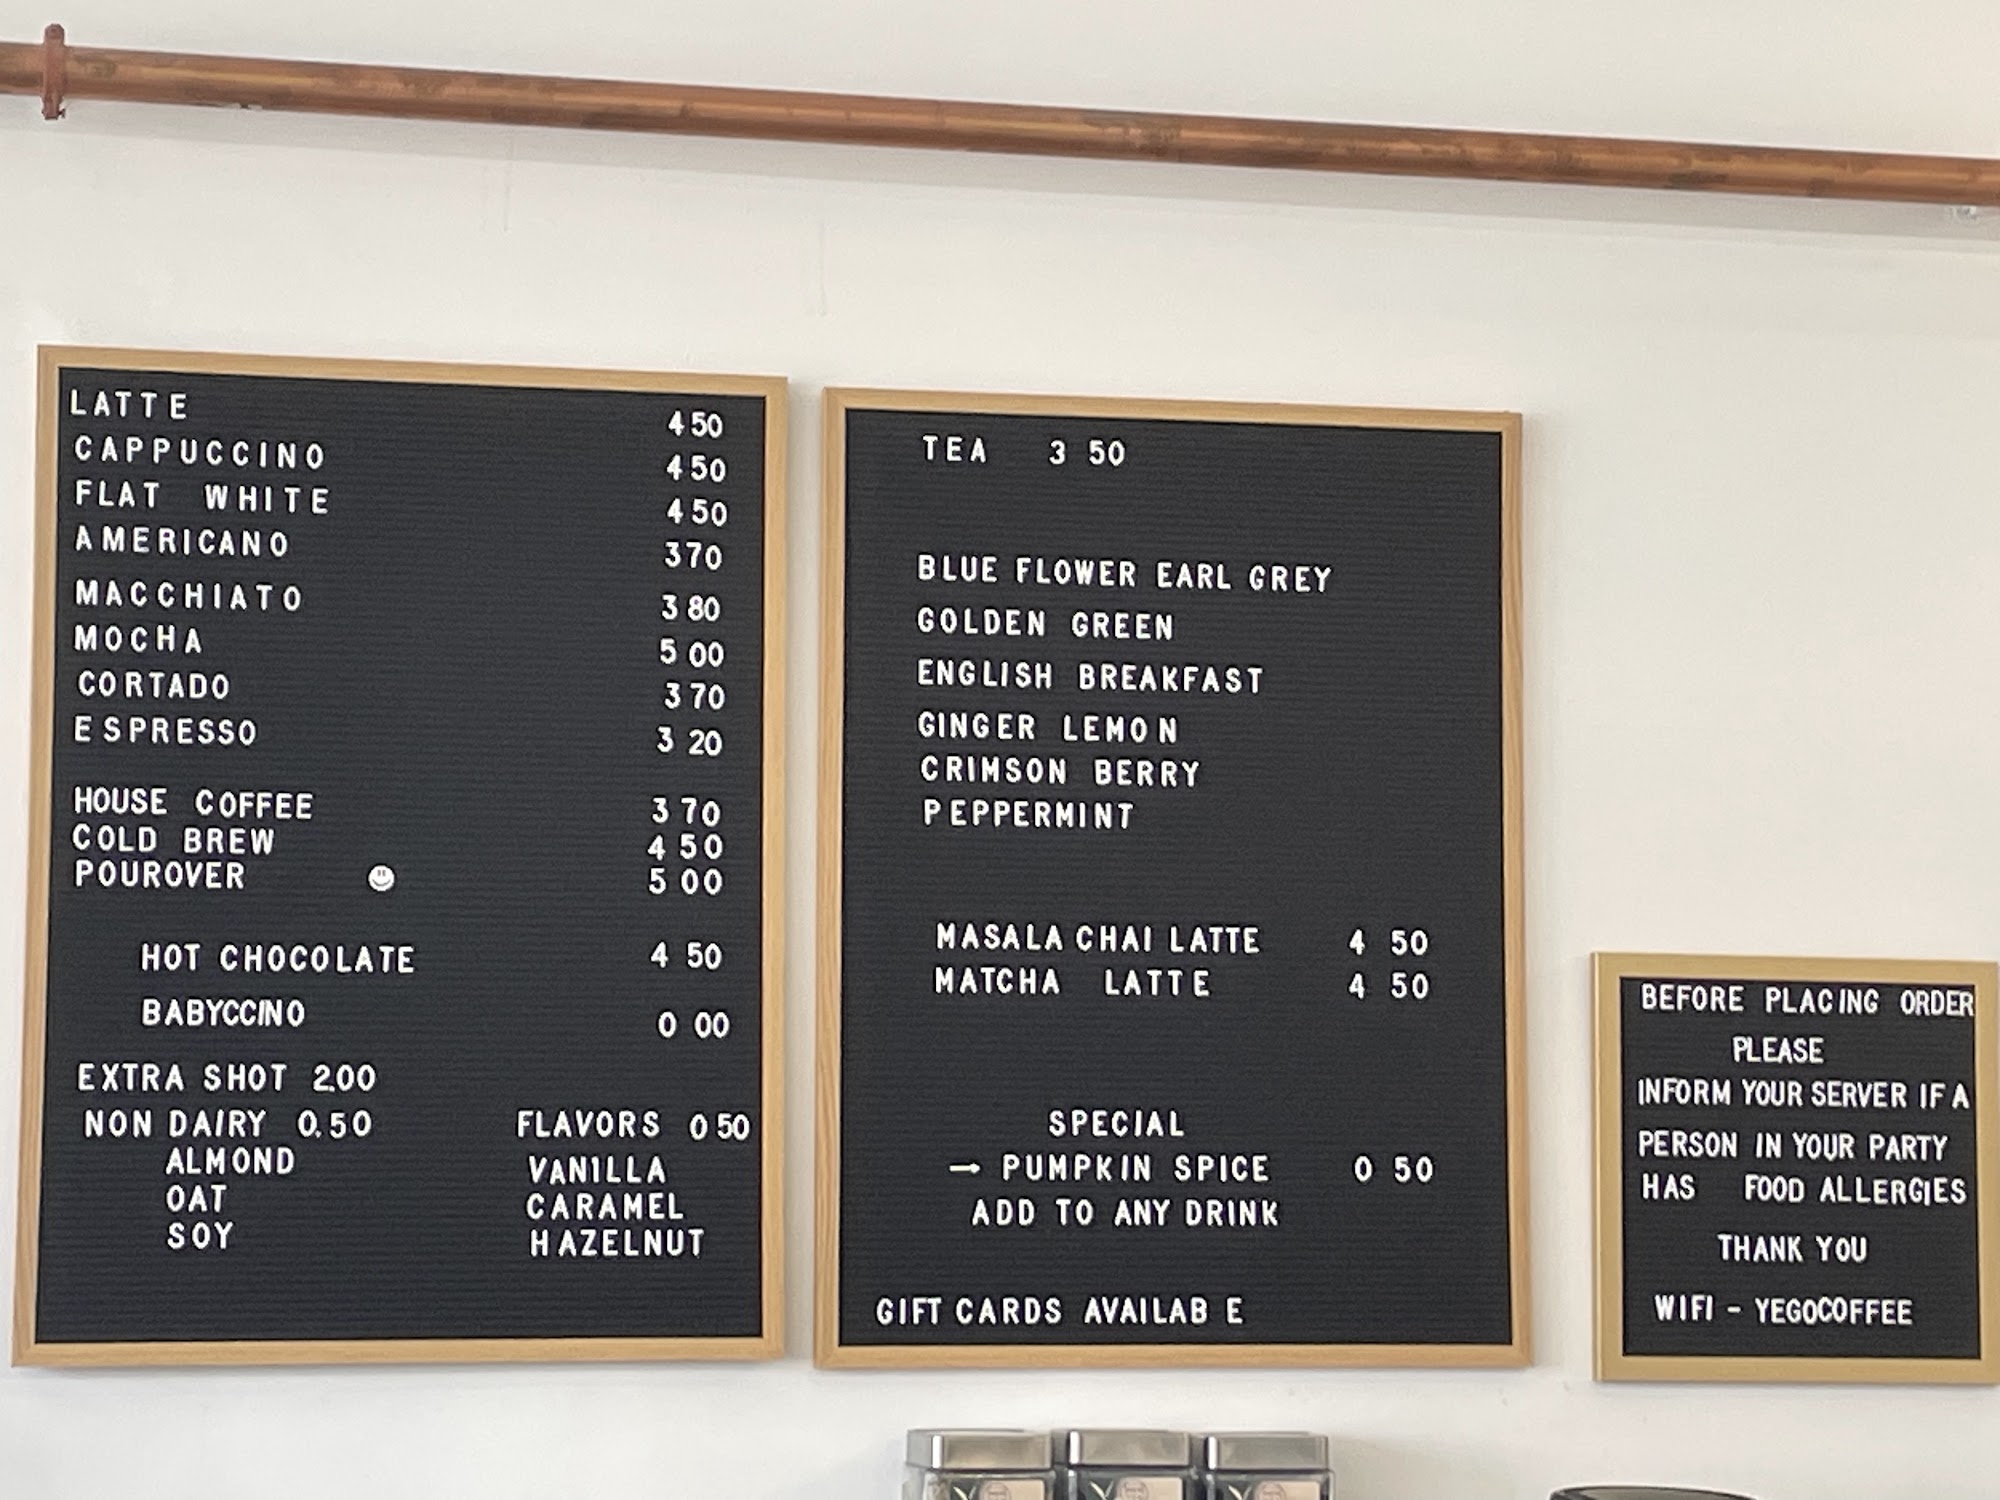 LATTE 4 50
CAPPUCCINO 4 50
FLAT WHITE 4 50
AMERICANO 3 70
MACCHIATO 3 80
MOCHA 5 00
CORTADO 3 70
ESPRESSO 3 20
HOUSE COFFEE 3 70
COLD BREW 4 50
POUROVER 5 00
HOT CHOCOLATE 4 50
BABYCCINO 0 00
EXTRA SHOT 2.00
NON DAIRY 0.50
ALMOND
OAT
SOY
FLAVORS 0 50
VANILLA
CARAMEL
HAZELNUT
TEA 3 50
BLUE FLOWER EARL GREY
GOLDEN GREEN
ENGLISH BREAKFAST
GINGER LEMON
CRIMSON BERRY
PEPPERMINT
MASALA CHAI LATTE 4 50
MATCHA LATTE 4 50
SPECIAL
→ PUMPKIN SPICE 0 50
ADD TO ANY DRINK
GIFT CARDS AVAILAB E
BEFORE PLACING ORDER
PLEASE
INFORM YOUR SERVER IF A
PERSON IN YOUR PARTY
HAS FOOD ALLERGIES
THANK YOU
WIFI - YEGOCOFFEE